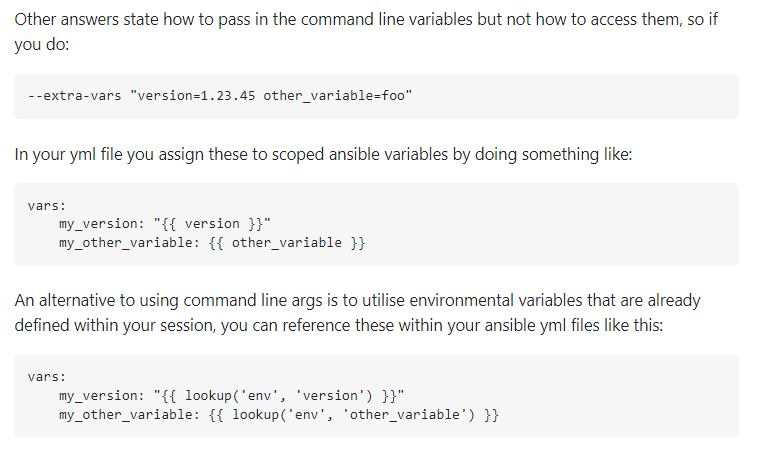 Other answers state how to pass in the command line variables but not how to access them, so if
you do:
--extra-vars "version=1.23.45 other_variable=foo"
In your yml file you assign these to scoped ansible variables by doing something like:
vars:
    my_version: "{{ version }}"
    my_other_variable: {{ other_variable }}
An alternative to using command line args is to utilise environmental variables that are already
defined within your session, you can reference these within your ansible yml files like this:
vars:
    my_version: "{{ lookup('env', 'version') }}"
    my_other_variable: {{ lookup('env', 'other_variable') }}